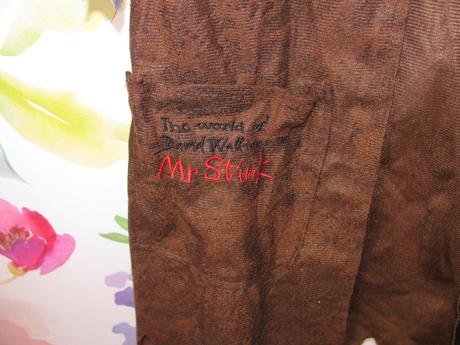 The world of
David Walliams
Mr Stink